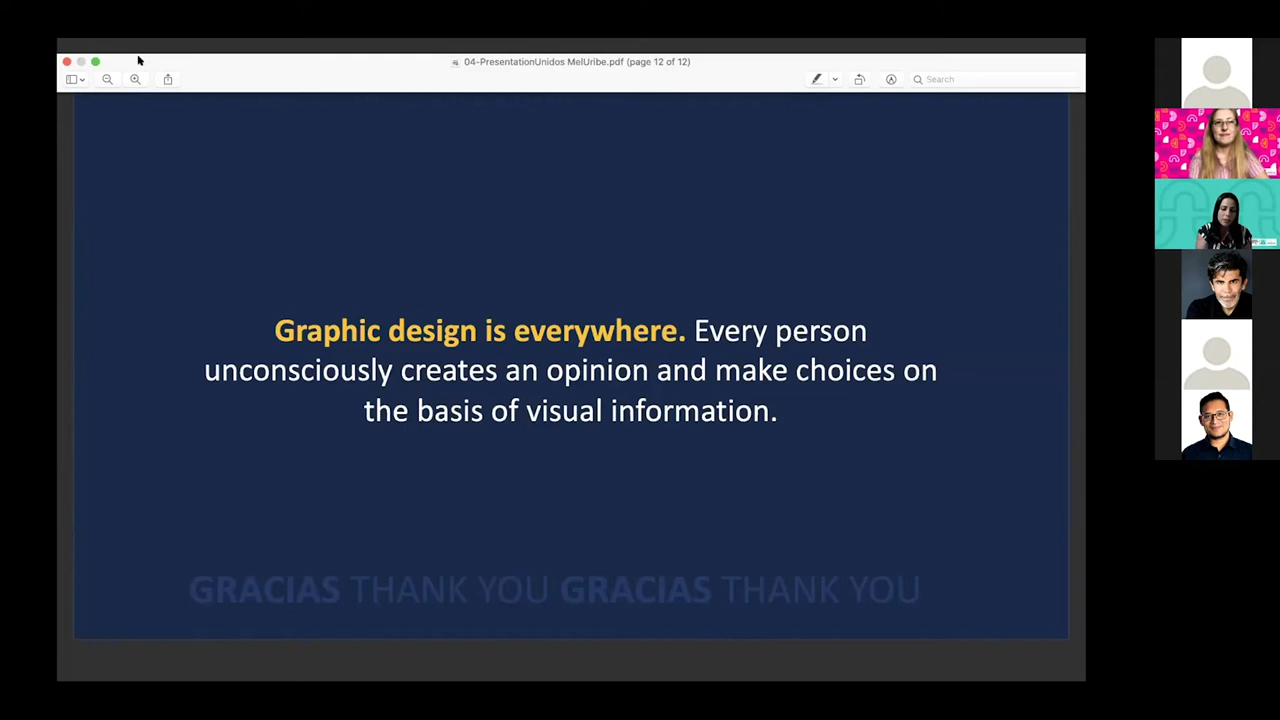 04-PresentationUnidos MelUribe.pdf (page 12 of 12)
Search
Graphic design is everywhere. Every person
unconsciously creates an opinion and make choices on
the basis of visual information.
GRACIAS THANK YOU GRACIAS THANK YOU